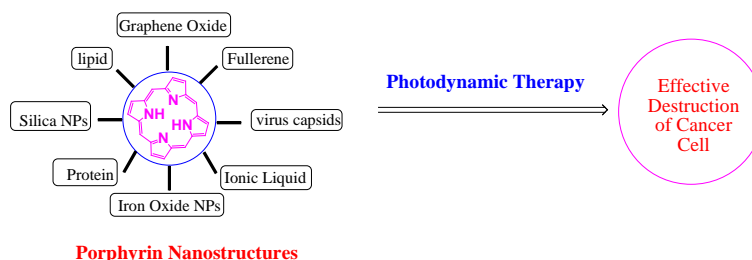 Graphene Oxide
lipid
Fullerene
Silica NPs
N
NH
HN
N
virus capsids
Protein
Ionic Liquid
Iron Oxide NPs
Porphyrin Nanostructures
Photodynamic Therapy
Effective
Destruction
of Cancer
Cell